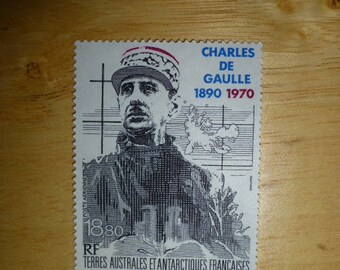 CHARLES
DE
GAULLE
1890 1970
18.80
RF
TERRES AUSTRALES ET ANTARCTIQUES FRANÇAISES